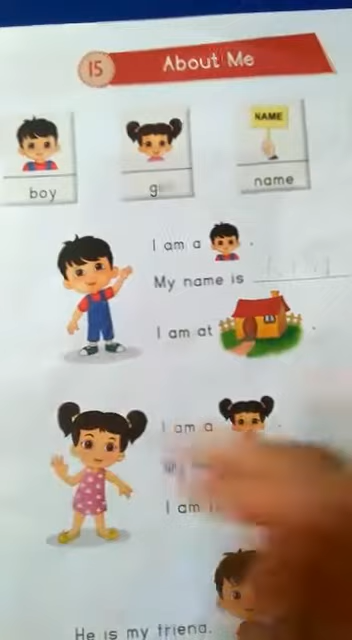 15 About Me
boy
name
NAME
I am a .
My name is
I am at .
I am a .
I am
He is my friend.